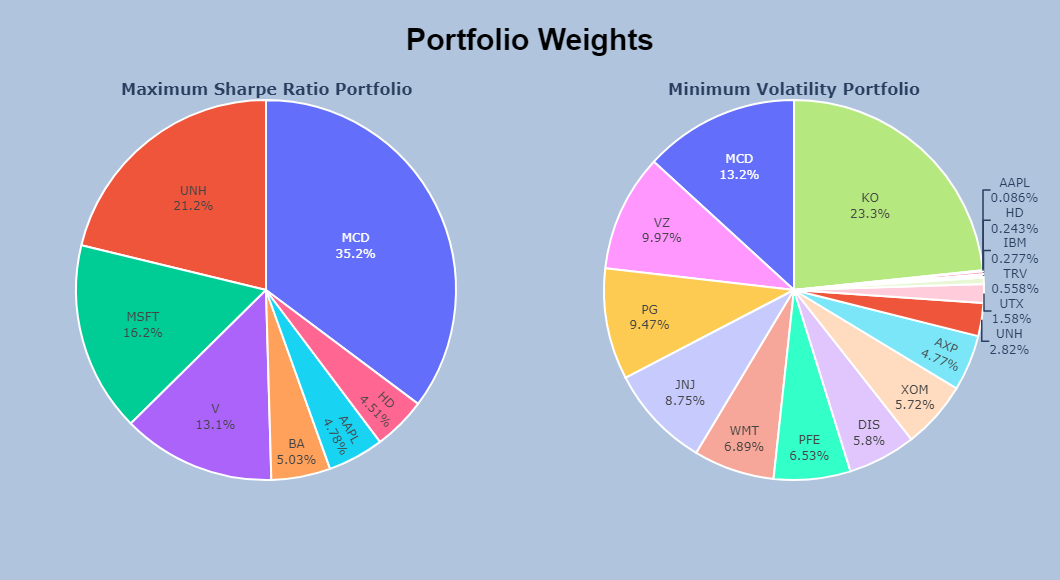 Portfolio Weights
Maximum Sharpe Ratio Portfolio
MCD
35.2%
UNH
21.2%
MSFT
16.2%
V
13.1%
BA
5.03%
AAPL
4.78%
HD
4.51%
Minimum Volatility Portfolio
KO
23.3%
MCD
13.2%
VZ
9.97%
PG
9.47%
JNJ
8.75%
WMT
6.89%
PFE
6.53%
DIS
5.8%
XOM
5.72%
AXP
4.77%
AAPL
0.086%
HD
0.243%
IBM
0.277%
TRV
0.558%
UTX
1.58%
UNH
2.82%